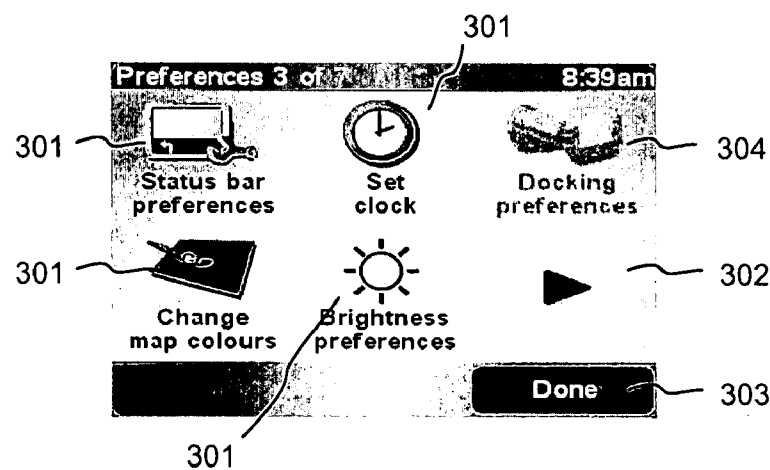 301
Preferences 3 of 7 8:39am
301
304
Status bar
preferences
Set
clock
Docking
preferences
301
302
Change
map colours
Brightness
preferences
Done
303
301